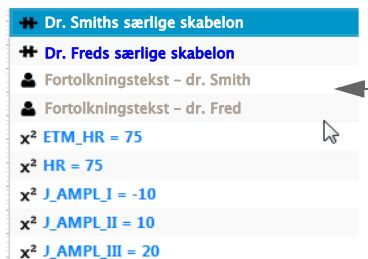 Dr. Smiths særlige skabelon
Dr. Freds særlige skabelon
Fortolkningstekst – dr. Smith
Fortolkningstekst – dr. Fred
x² ETM_HR = 75
x² HR = 75
x² J_AMPL_I = -10
x² J_AMPL_II = 10
x² J_AMPL_III = 20